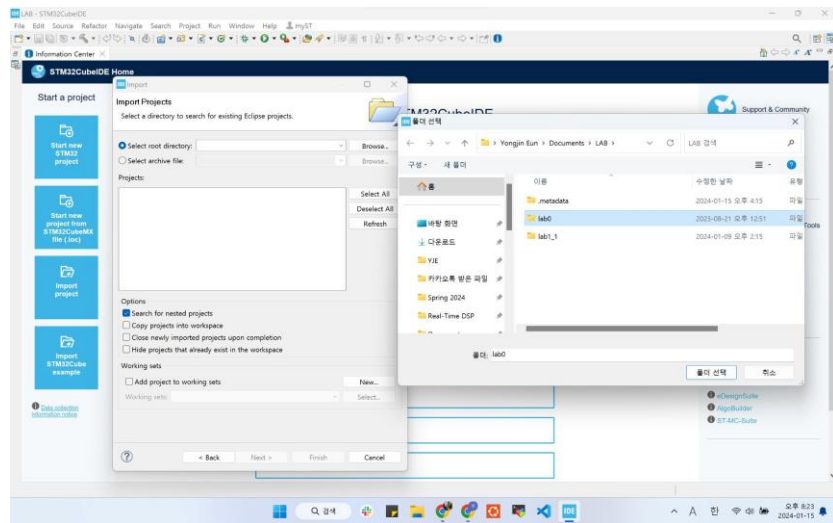 LAB - STM32CubeIDE
File Edit Source Refactor Navigate Search Project Run Window Help myST
Information Center
STM32CubeIDE Home
Start a project
Start new STM32 project
Start new project from STM32CubeMX file (.ioc)
Import project
Import STM32Cube example
Data collection information notice
Import
Import Projects
Select a directory to search for existing Eclipse projects.
Select root directory:
Browse...
Select archive file:
Browse...
Projects:
Select All
Deselect All
Refresh
Options
Search for nested projects
Copy projects into workspace
Close newly imported projects upon completion
Hide projects that already exist in the workspace
Working sets
Add project to working sets
New...
Working sets:
Select...
< Back
Next >
Finish
Cancel
Support & Community
폴더 선택
Yongjin Eun > Documents > LAB >
LAB 검색
구성
새 폴더
홈
바탕 화면
다운로드
YJE
카카오톡 받은 파일
Spring 2024
Real-Time DSP
이름
수정한 날짜
유형
.metadata
2024-01-15 오후 4:15
파일
lab0
2023-08-21 오후 12:51
파일
lab1_1
2024-01-09 오후 2:15
파일
폴더: lab0
폴더 선택
취소
Tools
eDesignSuite
AlgoBuilder
ST-MC-Suite
검색
IDE
A 한
오후 8:23
2024-01-15